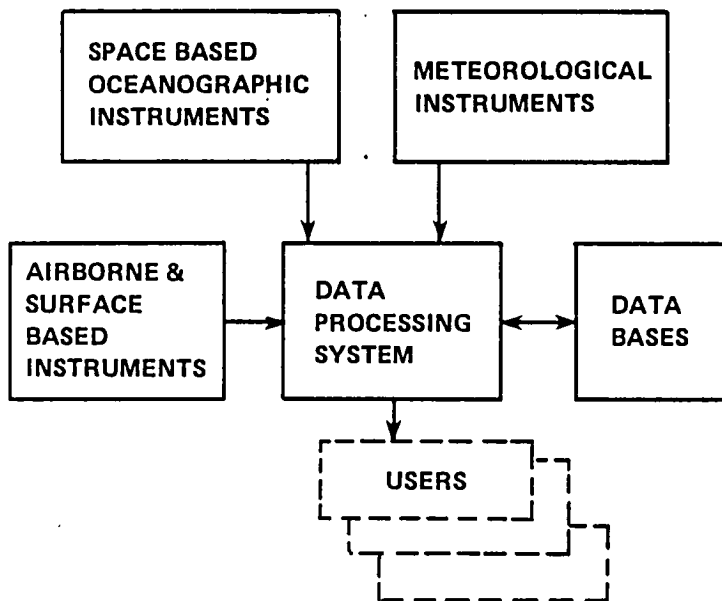 SPACE BASED
OCEANOGRAPHIC
INSTRUMENTS
METEOROLOGICAL
INSTRUMENTS
AIRBORNE &
SURFACE
BASED
INSTRUMENTS
DATA
PROCESSING
SYSTEM
DATA
BASES
USERS